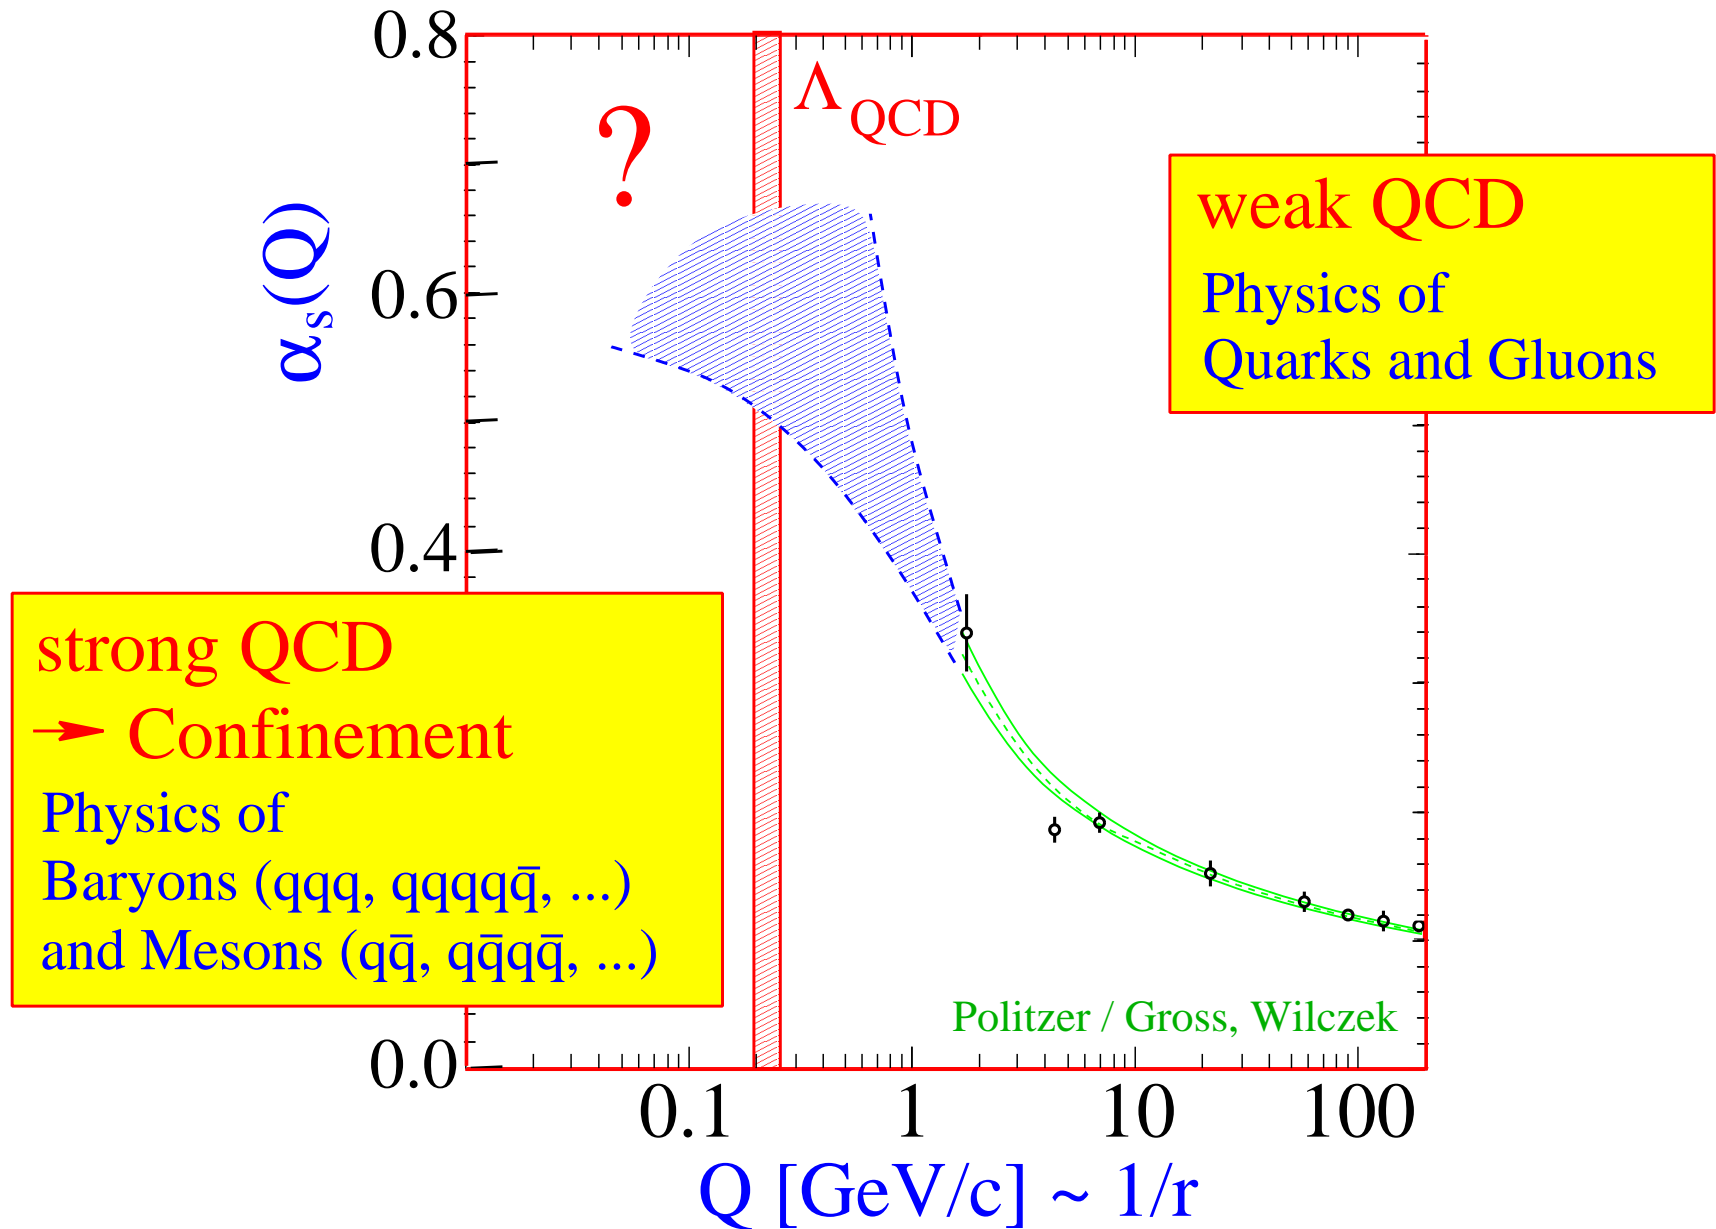 0.8
Λ_QCD
?
weak QCD
Physics of
Quarks and Gluons
α_s(Q)
0.6
0.4
strong QCD
→ Confinement
Physics of
Baryons (qqq, qqqqq̄, ...)
and Mesons (qq̄, qq̄qq̄, ...)
Politzer / Gross, Wilczek
0.0
0.1 1 10 100
Q [GeV/c] ~ 1/r